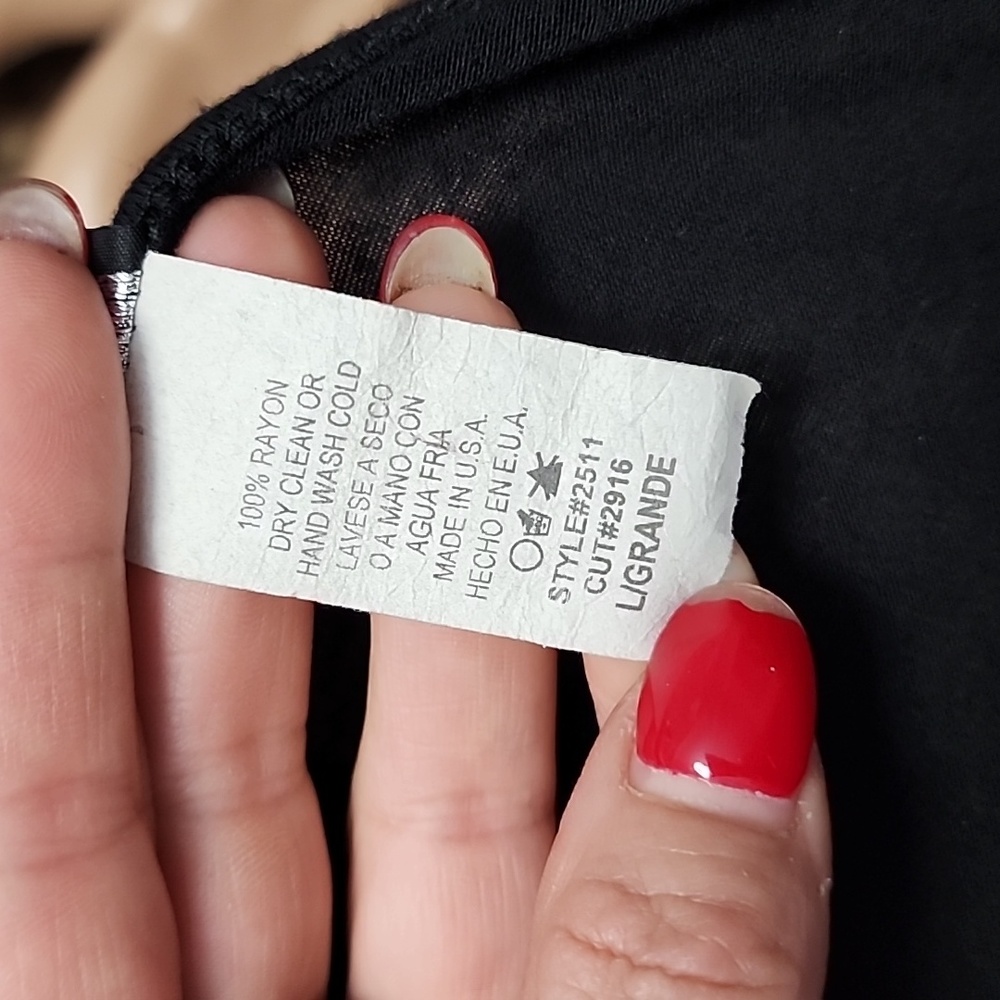 100% RAYON
DRY CLEAN OR
HAND WASH COLD
LAVESE A SECO
O A MANO CON
AGUA FRIA
MADE IN U.S.A.
HECHO EN E.U.A.
STYLE#2511
CUT#2916
L/GRANDE